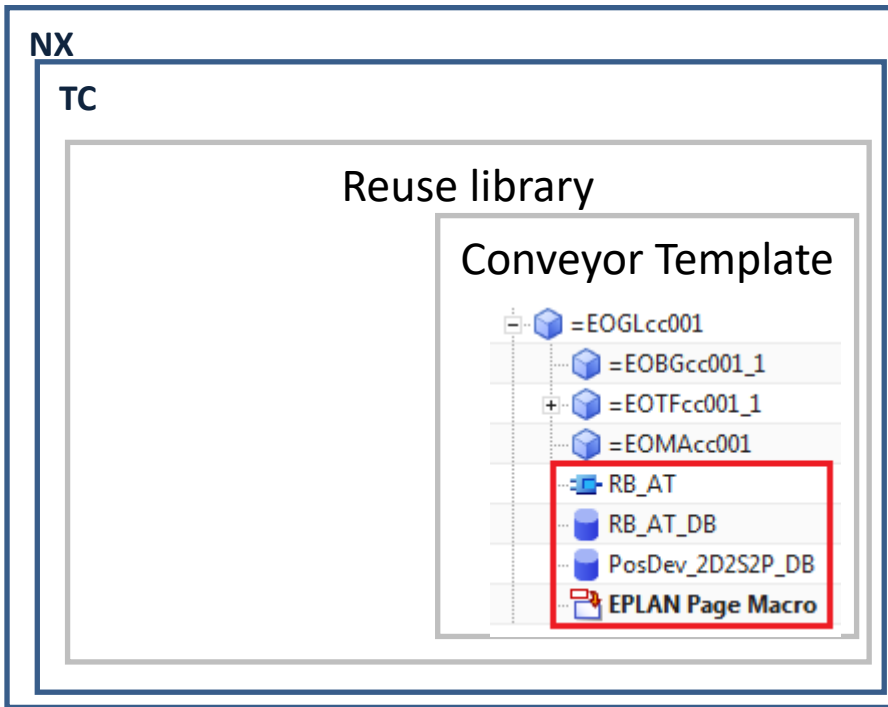 NX
TC
Reuse library
Conveyor Template
=EOGLcc001
=EOBGcc001_1
=EOTFcc001_1
=EOMAcc001
RB_AT
RB_AT_DB
PosDev_2D2S2P_DB
EPLAN Page Macro